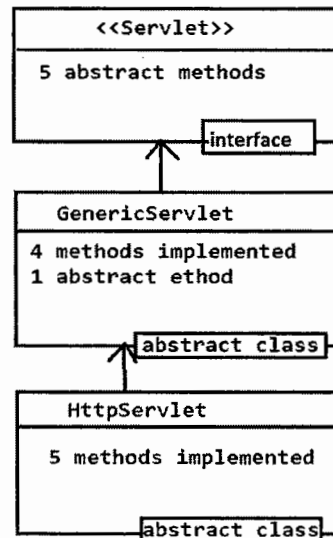 <<Servlet>>
5 abstract methods
interface
GenericServlet
4 methods implemented
1 abstract ethod
abstract class
HttpServlet
5 methods implemented
abstract class